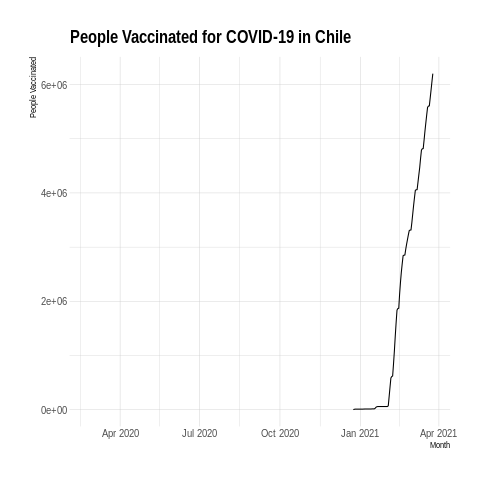 People Vaccinated for COVID-19 in Chile
People Vaccinated
6e+06
4e+06
2e+06
0e+00
Apr 2020
Jul 2020
Oct 2020
Jan 2021
Apr 2021
Month